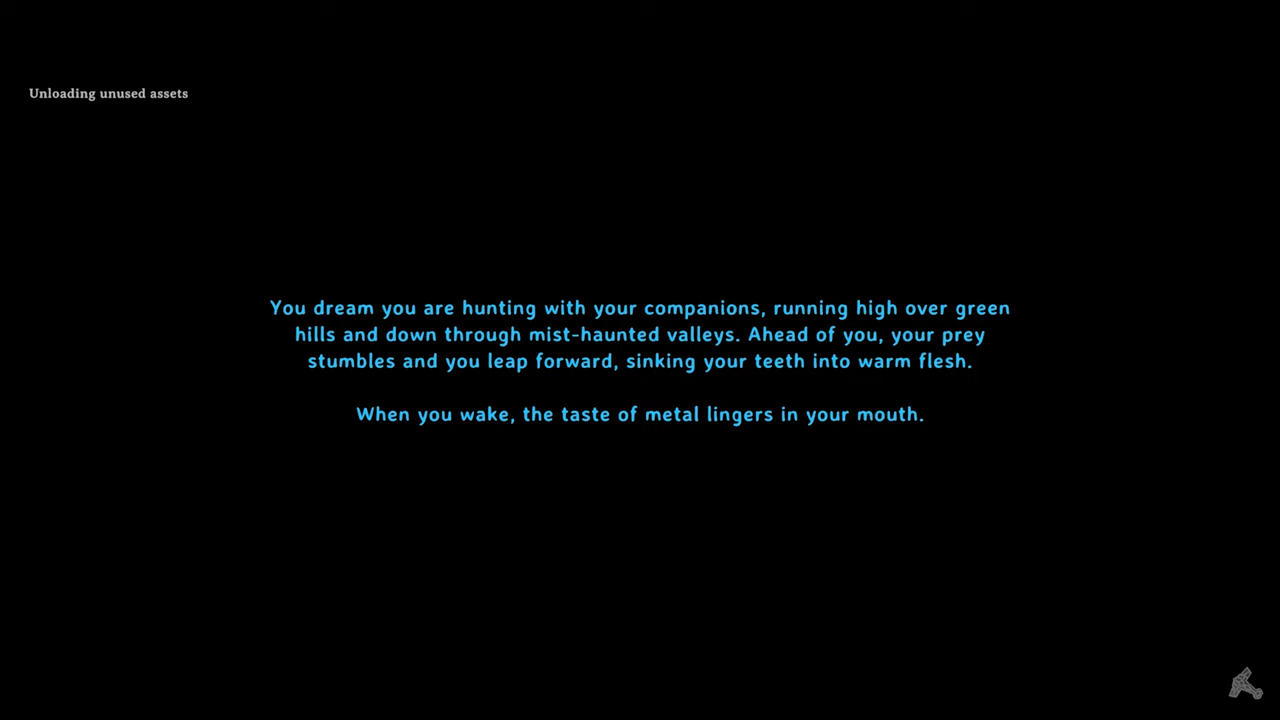 Unloading unused assets
You dream you are hunting with your companions, running high over green
hills and down through mist-haunted valleys. Ahead of you, your prey
stumbles and you leap forward, sinking your teeth into warm flesh.
When you wake, the taste of metal lingers in your mouth.